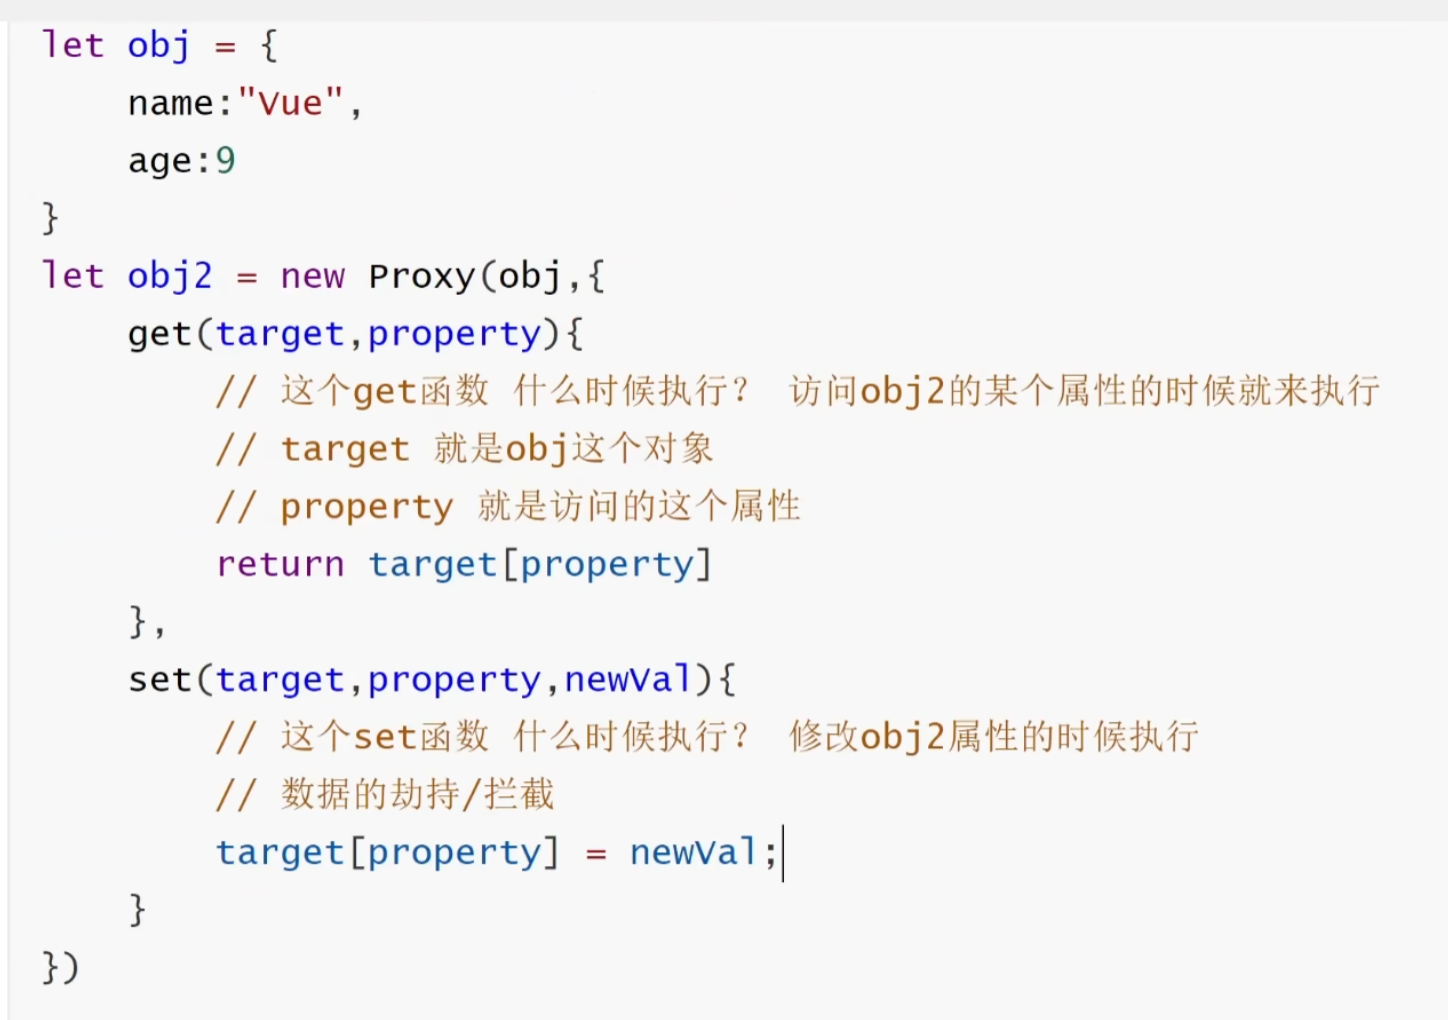 let obj = {
    name:"Vue",
    age:9
}
let obj2 = new Proxy(obj,{
    get(target,property){
        // 这个get函数 什么时候执行？ 访问obj2的某个属性的时候就来执行
        // target 就是obj这个对象
        // property 就是访问的这个属性
        return target[property]
    },
    set(target,property,newVal){
        // 这个set函数 什么时候执行？ 修改obj2属性的时候执行
        // 数据的劫持/拦截
        target[property] = newVal;
    }
})